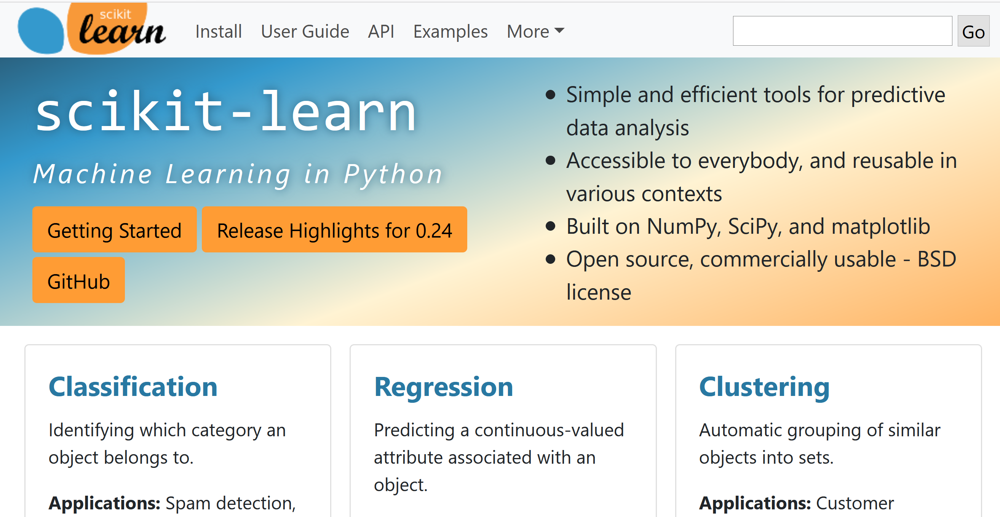 scikit
learn
Install User Guide API Examples More Go
scikit-learn
Machine Learning in Python
Getting Started Release Highlights for 0.24
GitHub
Simple and efficient tools for predictive
data analysis
Accessible to everybody, and reusable in
various contexts
Built on NumPy, SciPy, and matplotlib
Open source, commercially usable - BSD
license
Classification
Identifying which category an
object belongs to.
Applications: Spam detection,
Regression
Predicting a continuous-valued
attribute associated with an
object.
Clustering
Automatic grouping of similar
objects into sets.
Applications: Customer